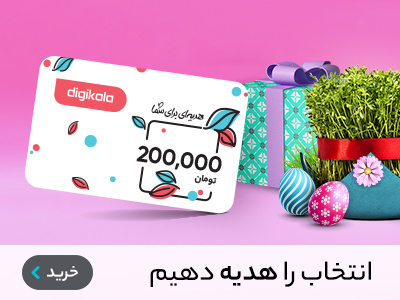 digikala
هدیه‌ای برای شما
200,000
تومان
انتخاب را هدیه دهیم
خرید